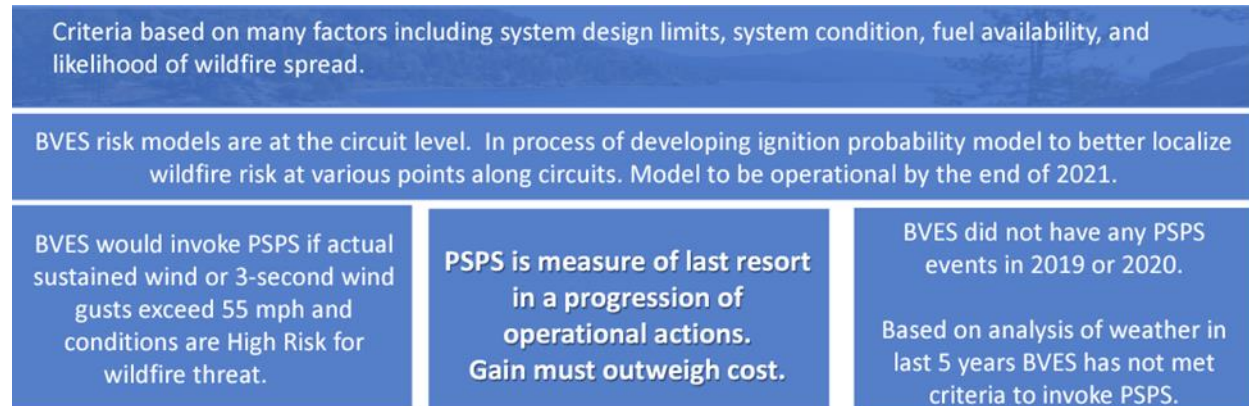 Criteria based on many factors including system design limits, system condition, fuel availability, and
likelihood of wildfire spread.
BVES risk models are at the circuit level. In process of developing ignition probability model to better localize
wildfire risk at various points along circuits. Model to be operational by the end of 2021.
BVES would invoke PSPS if actual
sustained wind or 3-second wind
gusts exceed 55 mph and
conditions are High Risk for
wildfire threat.
PSPS is measure of last resort
in a progression of
operational actions.
Gain must outweigh cost.
BVES did not have any PSPS
events in 2019 or 2020.
Based on analysis of weather in
last 5 years BVES has not met
criteria to invoke PSPS.